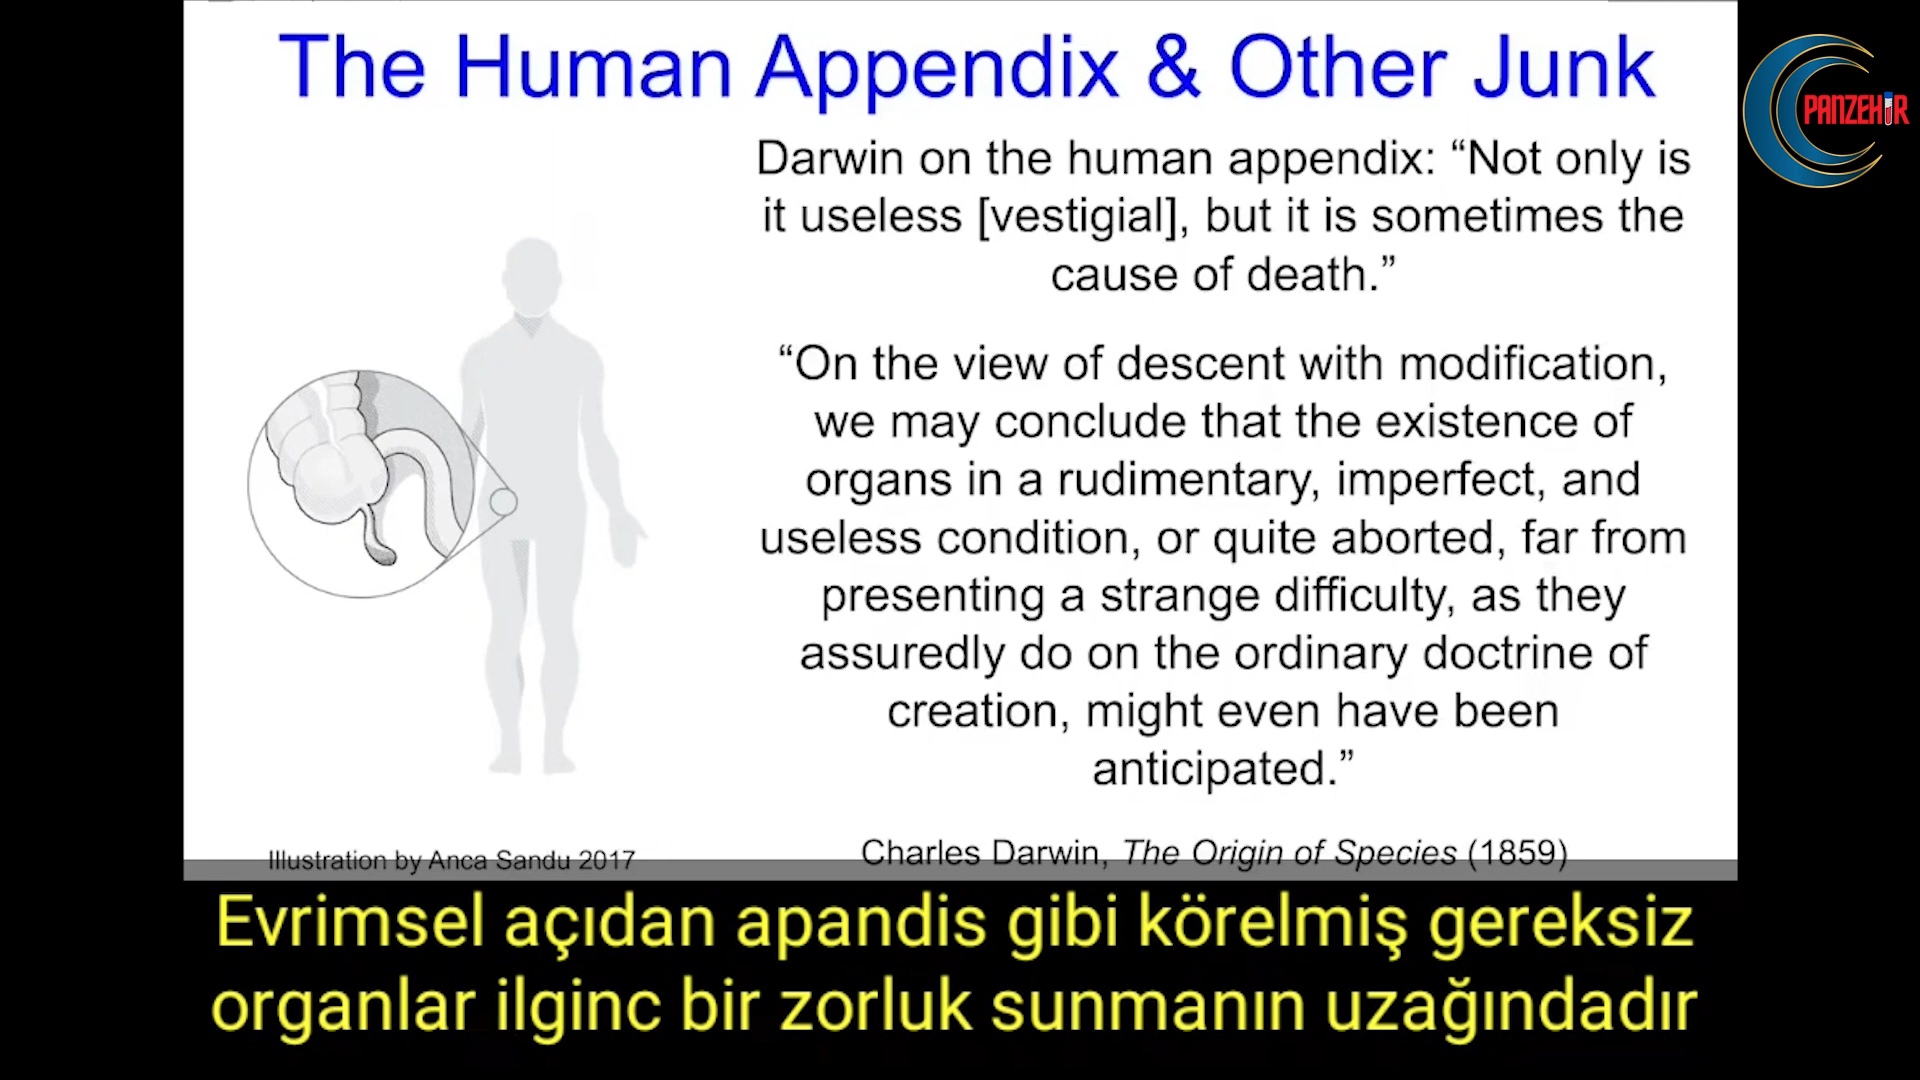 The Human Appendix & Other Junk
PANZEHİR
Darwin on the human appendix: “Not only is
it useless [vestigial], but it is sometimes the
cause of death.”
“On the view of descent with modification,
we may conclude that the existence of
organs in a rudimentary, imperfect, and
useless condition, or quite aborted, far from
presenting a strange difficulty, as they
assuredly do on the ordinary doctrine of
creation, might even have been
anticipated.”
Charles Darwin, The Origin of Species (1859)
Illustration by Anca Sandu 2017
Evrimsel açıdan apandis gibi körelmiş gereksiz
organlar ilginc bir zorluk sunmanın uzağındadır